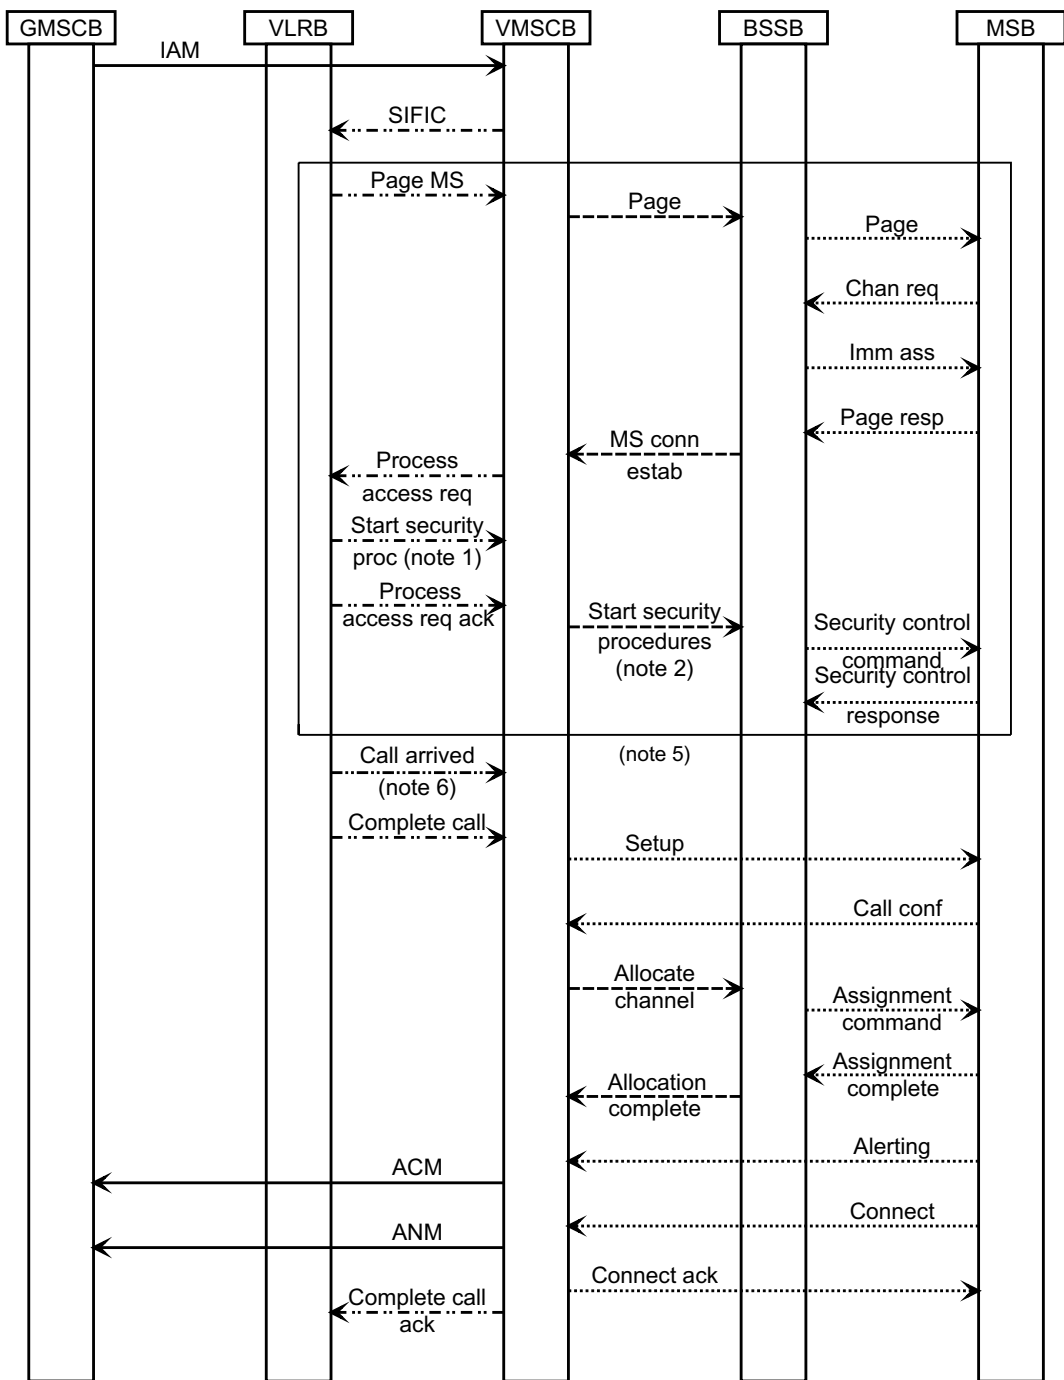 GMSCB VLRB VMSCB BSSB MSB
IAM
SIFIC
Page MS
Page
Page
Chan req
Imm ass
Page resp
MS conn
estab
Process
access req
Start security
proc (note 1)
Process
access req ack
Start security
procedures
(note 2)
Security control
command
Security control
response
(note 5)
Call arrived
(note 6)
Complete call
Setup
Call conf
Allocate
channel
Assignment
command
Assignment
complete
Allocation
complete
Alerting
ACM
Connect
ANM
Connect ack
Complete call
ack